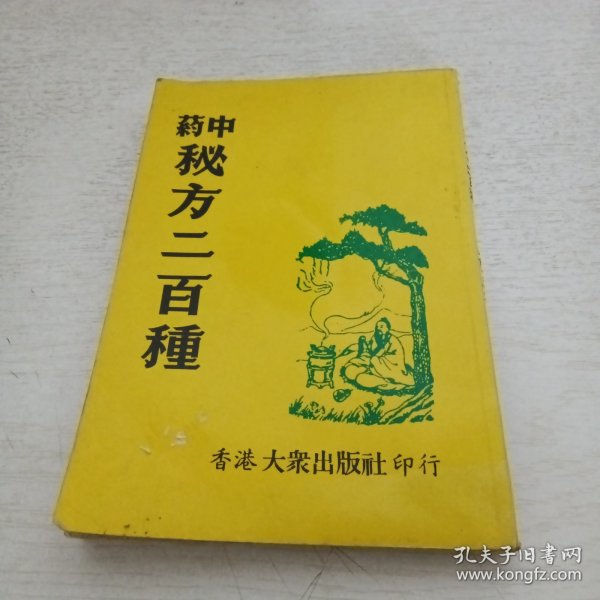 中葯
秘方二百種
香港 大衆出版社 印行
孔夫子旧书网
www.kongfz.com